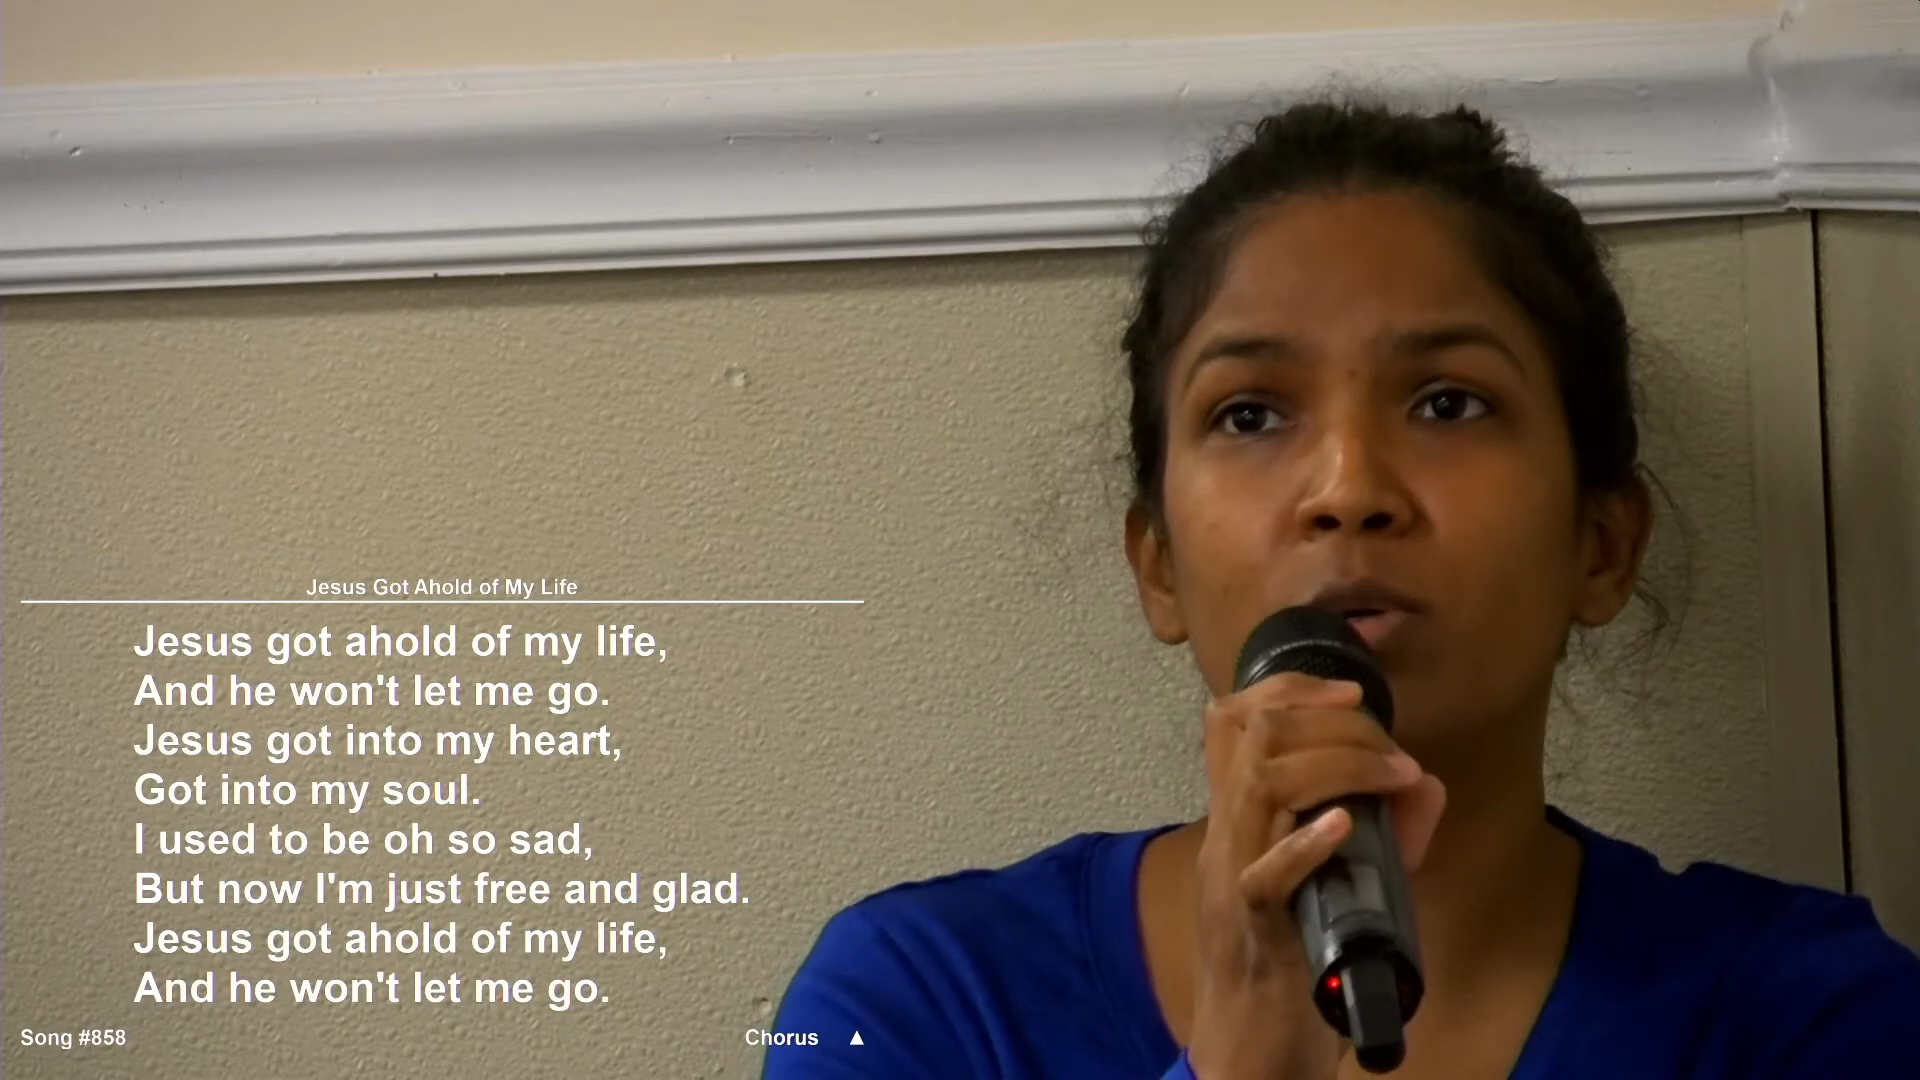 Jesus Got Ahold of My Life
Jesus got ahold of my life,
And he won't let me go.
Jesus got into my heart,
Got into my soul.
I used to be oh so sad,
But now I'm just free and glad.
Jesus got ahold of my life,
And he won't let me go.
Song #858
Chorus ▲